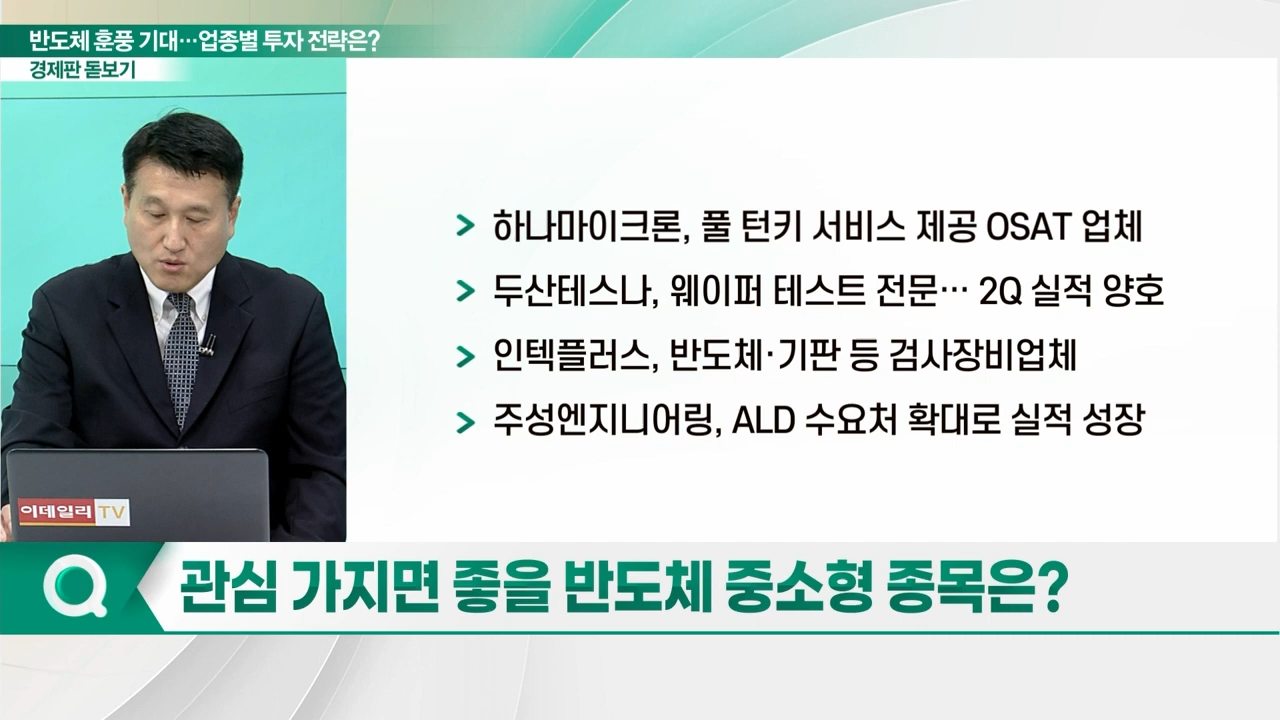 반도체 훈풍 기대…업종별 투자 전략은?
경제판 돋보기
> 하나마이크론, 풀 턴키 서비스 제공 OSAT 업체
> 두산테스나, 웨이퍼 테스트 전문… 2Q 실적 양호
> 인텍플러스, 반도체·기판 등 검사장비업체
> 주성엔지니어링, ALD 수요처 확대로 실적 성장
이데일리 TV
Q 관심 가지면 좋을 반도체 중소형 종목은?